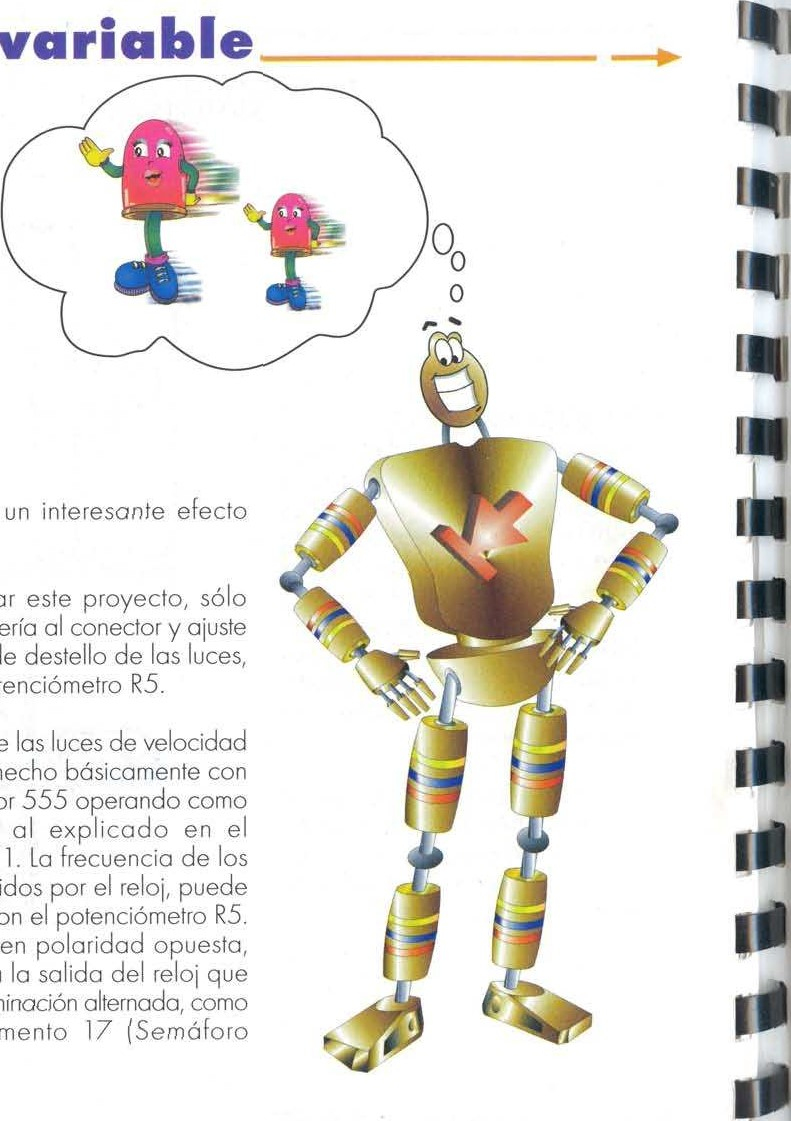 variable
un interesante efecto
ar este proyecto, sólo
ería al conector y ajuste
de destello de las luces,
tenciómetro R5.
e las luces de velocidad
hecho básicamente con
or 555 operando como
al explicado en el
1. La frecuencia de los
idos por el reloj, puede
on el potenciómetro R5.
en polaridad opuesta,
a la salida del reloj que
minación alternada, como
mento 17 (Semáforo
K